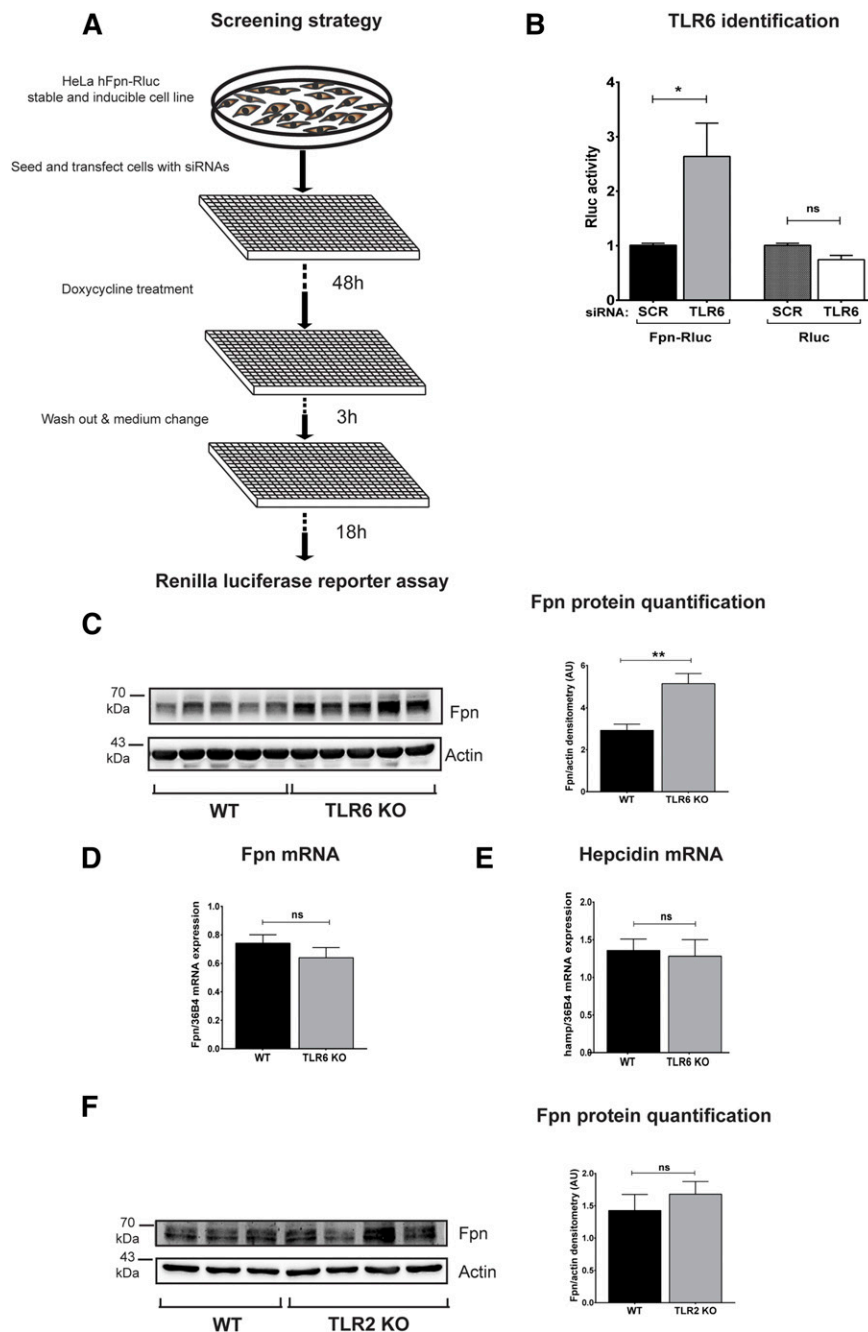 A
Screening strategy
HeLa hFpn-Rluc
stable and inducible cell line
Seed and transfect cells with siRNAs
48h
Doxycycline treatment
3h
Wash out & medium change
18h
Renilla luciferase reporter assay
B
TLR6 identification
Rluc activity
4
3
2
1
0
*
ns
siRNA:
SCR
TLR6
SCR
TLR6
Fpn-Rluc
Rluc
C
70
kDa
43
kDa
Fpn
Actin
WT
TLR6 KO
Fpn protein quantification
Fpn/actin densitometry (AU)
6
4
2
0
**
WT
TLR6 KO
D
Fpn mRNA
Fpn/36B4 mRNA expression
1.0
0.8
0.6
0.4
0.2
0.0
ns
WT
TLR6 KO
E
Hepcidin mRNA
hamp/36B4 mRNA expression
2.0
1.5
1.0
0.5
0.0
ns
WT
TLR6 KO
F
70
kDa
43
kDa
Fpn
Actin
WT
TLR2 KO
Fpn protein quantification
Fpn/actin densitometry (AU)
2.0
1.5
1.0
0.5
0.0
ns
WT
TLR2 KO